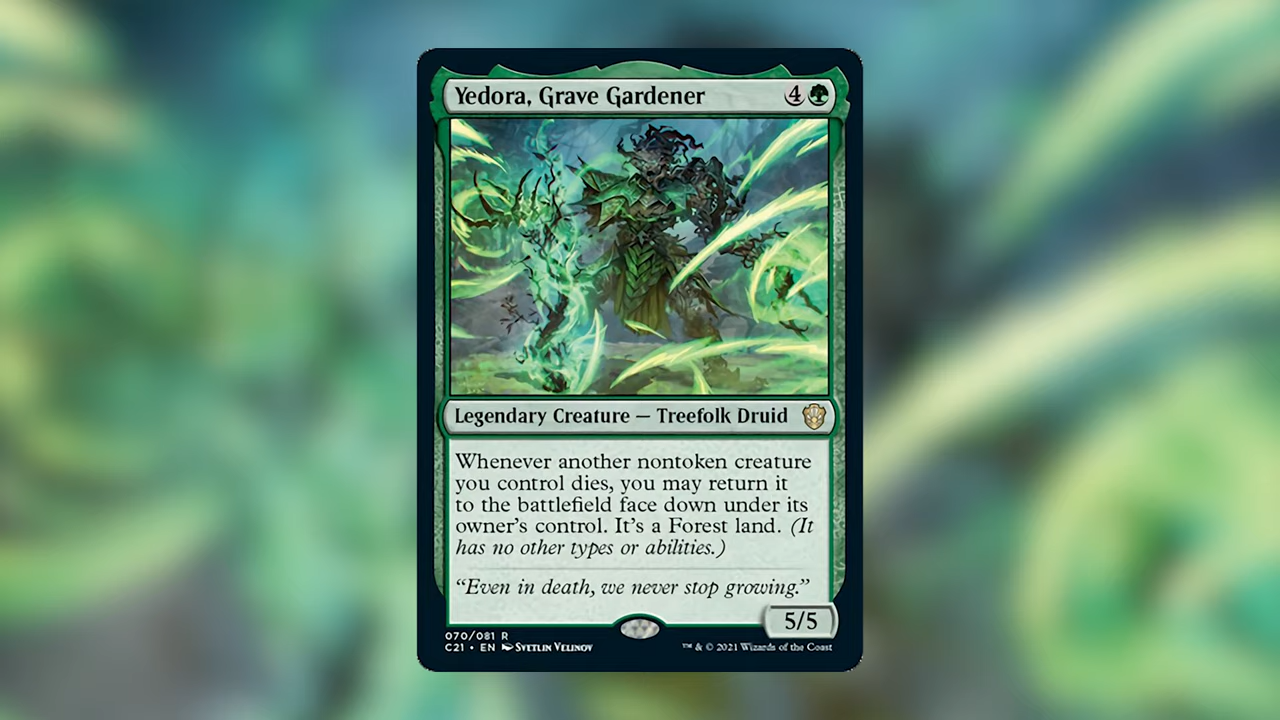 Yedora, Grave Gardener 4
Legendary Creature — Treefolk Druid
Whenever another nontoken creature
you control dies, you may return it
to the battlefield face down under its
owner's control. It's a Forest land. (It
has no other types or abilities.)
"Even in death, we never stop growing."
5/5
070/081 R
C21 • EN Svetlin Velinov
™ & © 2021 Wizards of the Coast